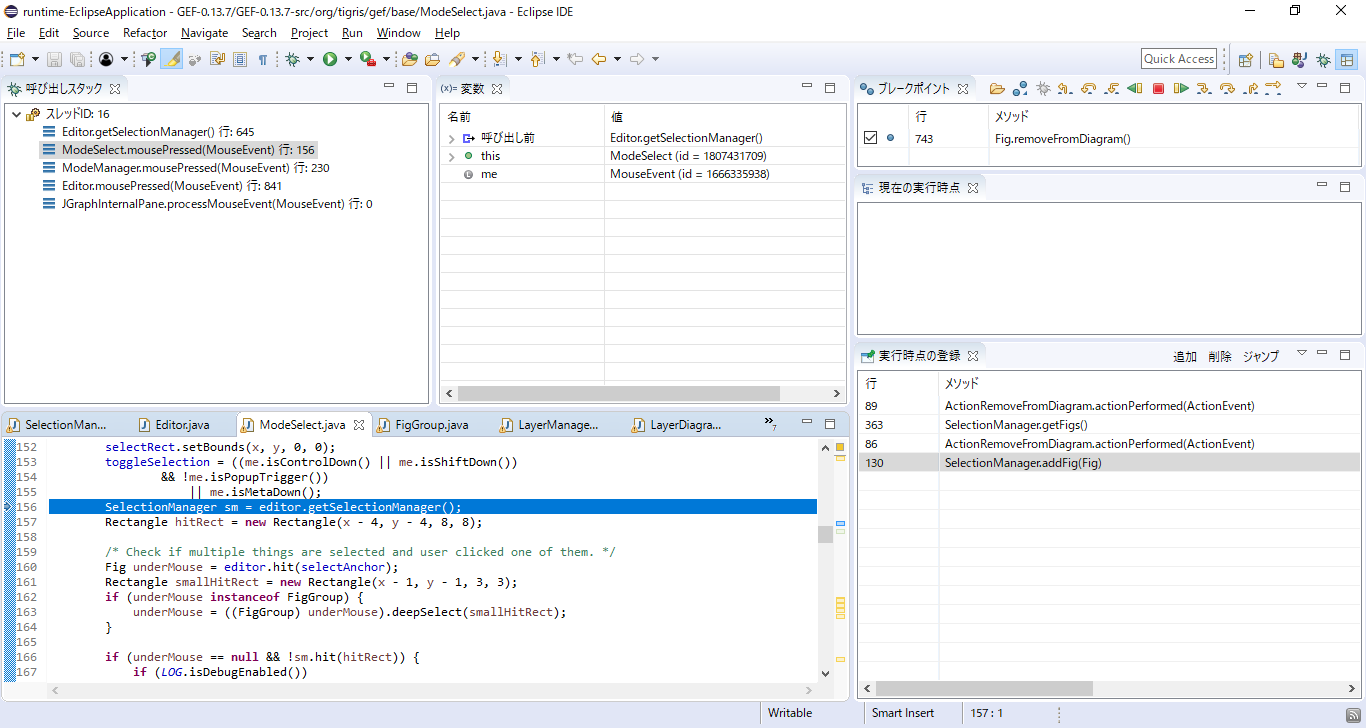 runtime-EclipseApplication - GEF-0.13.7/GEF-0.13.7-src/org/tigris/gef/base/ModeSelect.java - Eclipse IDE
File Edit Source Refactor Navigate Search Project Run Window Help
Quick Access
呼び出しスタック
スレッドID: 16
Editor.getSelectionManager() 行: 645
ModeSelect.mousePressed(MouseEvent) 行: 156
ModeManager.mousePressed(MouseEvent) 行: 230
Editor.mousePressed(MouseEvent) 行: 841
JGraphInternalPane.processMouseEvent(MouseEvent) 行: 0
(x)= 変数
名前 値
呼び出し前 Editor.getSelectionManager()
this ModeSelect (id = 1807431709)
me MouseEvent (id = 1666335938)
ブレークポイント
行 メソッド
743 Fig.removeFromDiagram()
現在の実行時点
実行時点の登録 追加 削除 ジャンプ
行 メソッド
89 ActionRemoveFromDiagram.actionPerformed(ActionEvent)
363 SelectionManager.getFigs()
86 ActionRemoveFromDiagram.actionPerformed(ActionEvent)
130 SelectionManager.addFig(Fig)
SelectionMan... Editor.java ModeSelect.java FigGroup.java LayerManage... LayerDiagra... »7
152 selectRect.setBounds(x, y, 0, 0);
153 toggleSelection = ((me.isControlDown() || me.isShiftDown())
154 && !me.isPopupTrigger())
155 || me.isMetaDown();
156 SelectionManager sm = editor.getSelectionManager();
157 Rectangle hitRect = new Rectangle(x - 4, y - 4, 8, 8);
158
159 /* Check if multiple things are selected and user clicked one of them. */
160 Fig underMouse = editor.hit(selectAnchor);
161 Rectangle smallHitRect = new Rectangle(x - 1, y - 1, 3, 3);
162 if (underMouse instanceof FigGroup) {
163 underMouse = ((FigGroup) underMouse).deepSelect(smallHitRect);
164 }
165
166 if (underMouse == null && !sm.hit(hitRect)) {
167 if (LOG.isDebugEnabled())
Writable Smart Insert 157 : 1